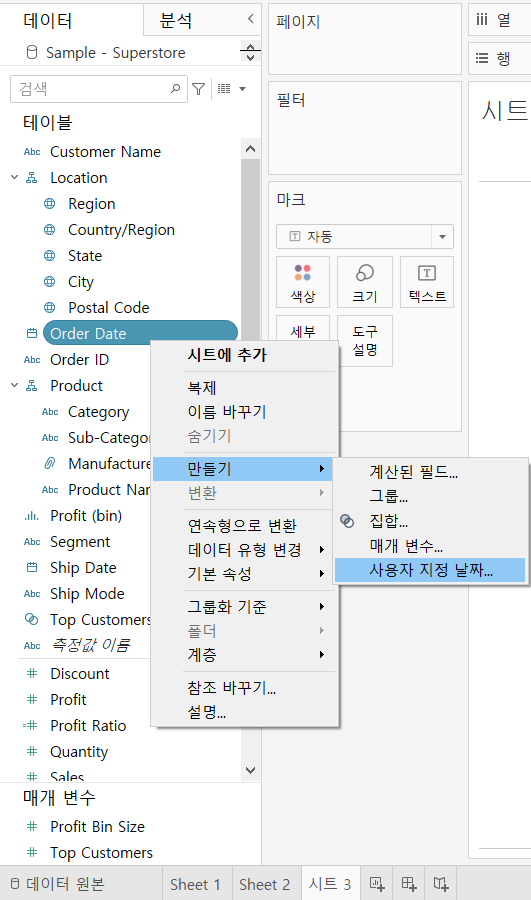 데이터
분석
Sample - Superstore
검색
테이블
Abc Customer Name
Location
Region
Country/Region
State
City
Postal Code
Order Date
Abc Order ID
Product
Abc Category
Abc Sub-Categor
Manufacture
Abc Product Nar
Profit (bin)
Abc Segment
Ship Date
Abc Ship Mode
Top Customers
Abc 측정값 이름
# Discount
# Profit
=# Profit Ratio
# Quantity
# Sales
매개 변수
# Profit Bin Size
# Top Customers
페이지
필터
마크
T 자동
색상
크기
T
텍스트
세부
도구
설명
열
행
시트
시트에 추가
복제
이름 바꾸기
숨기기
만들기
변환
연속형으로 변환
데이터 유형 변경
기본 속성
그룹화 기준
폴더
계층
참조 바꾸기...
설명...
계산된 필드...
그룹...
집합...
매개 변수...
사용자 지정 날짜...
데이터 원본
Sheet 1
Sheet 2
시트 3